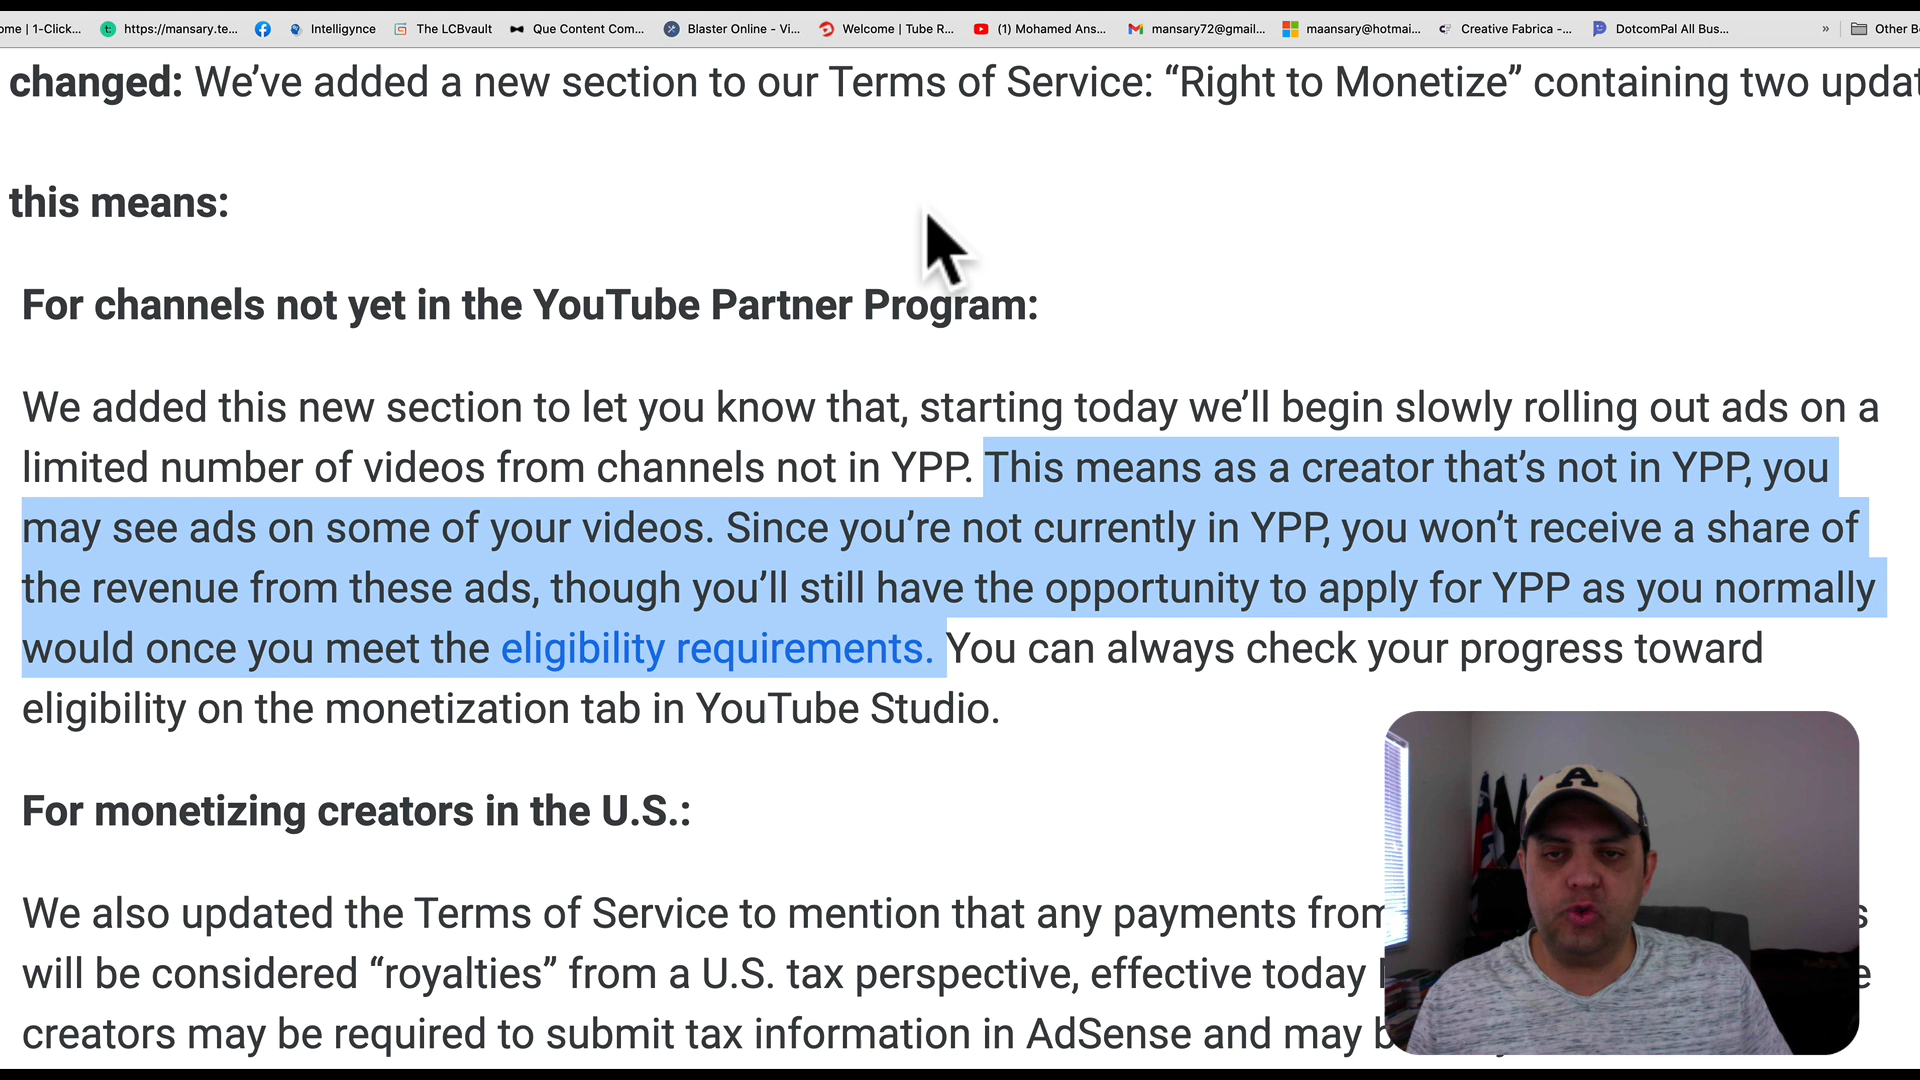 ome | 1-Click... https://mansary.te... Intelligynce The LCBvault Que Content Com... Blaster Online - Vi... Welcome | Tube R... (1) Mohamed Ans... mansary72@gmail... maansary@hotmai... Creative Fabrica -... DotcomPal All Bus... » Other B
changed: We’ve added a new section to our Terms of Service: “Right to Monetize” containing two updat
this means:
For channels not yet in the YouTube Partner Program:
We added this new section to let you know that, starting today we’ll begin slowly rolling out ads on a
limited number of videos from channels not in YPP. This means as a creator that’s not in YPP, you
may see ads on some of your videos. Since you’re not currently in YPP, you won’t receive a share of
the revenue from these ads, though you’ll still have the opportunity to apply for YPP as you normally
would once you meet the eligibility requirements. You can always check your progress toward
eligibility on the monetization tab in YouTube Studio.
For monetizing creators in the U.S.:
We also updated the Terms of Service to mention that any payments from
will be considered “royalties” from a U.S. tax perspective, effective today
creators may be required to submit tax information in AdSense and may b
A